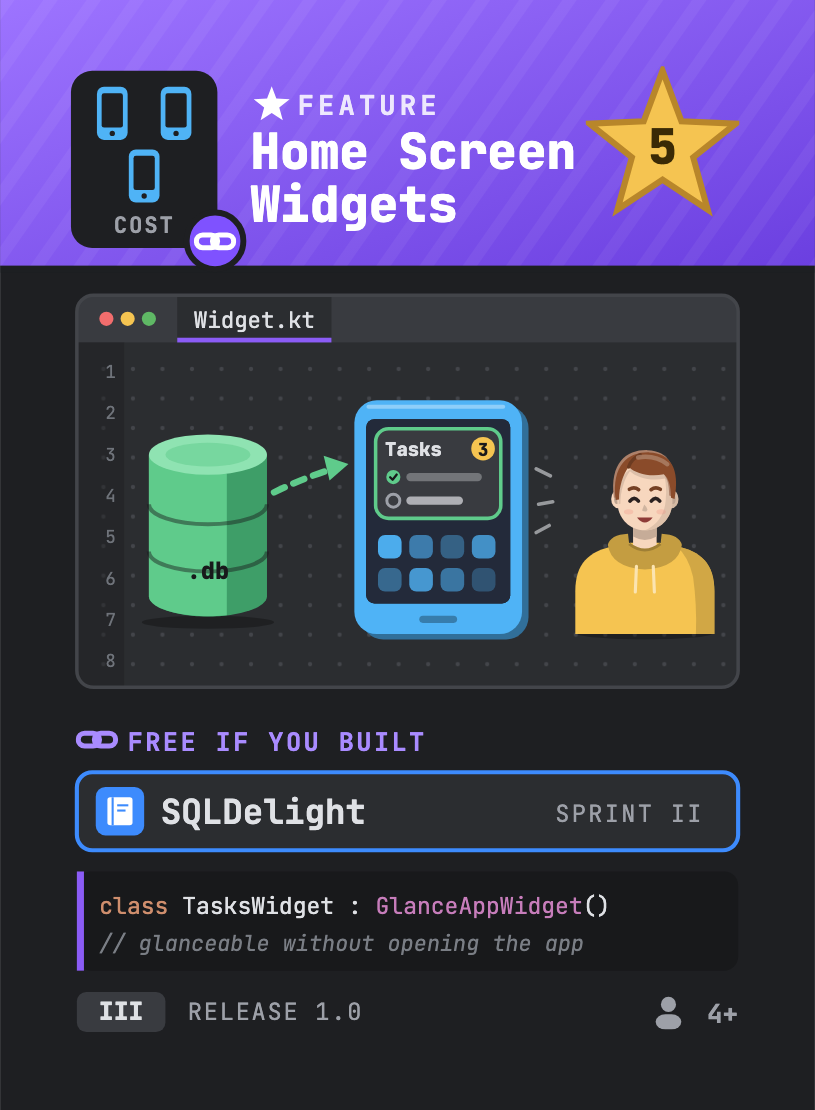 FEATURE
Home Screen
Widgets
5
COST
Widget.kt
1
2
3
4
5
6
7
8
Tasks
3
.db
FREE IF YOU BUILT
SQLDelight
SPRINT II
class TasksWidget : GlanceAppWidget()
// glanceable without opening the app
III
RELEASE 1.0
4+